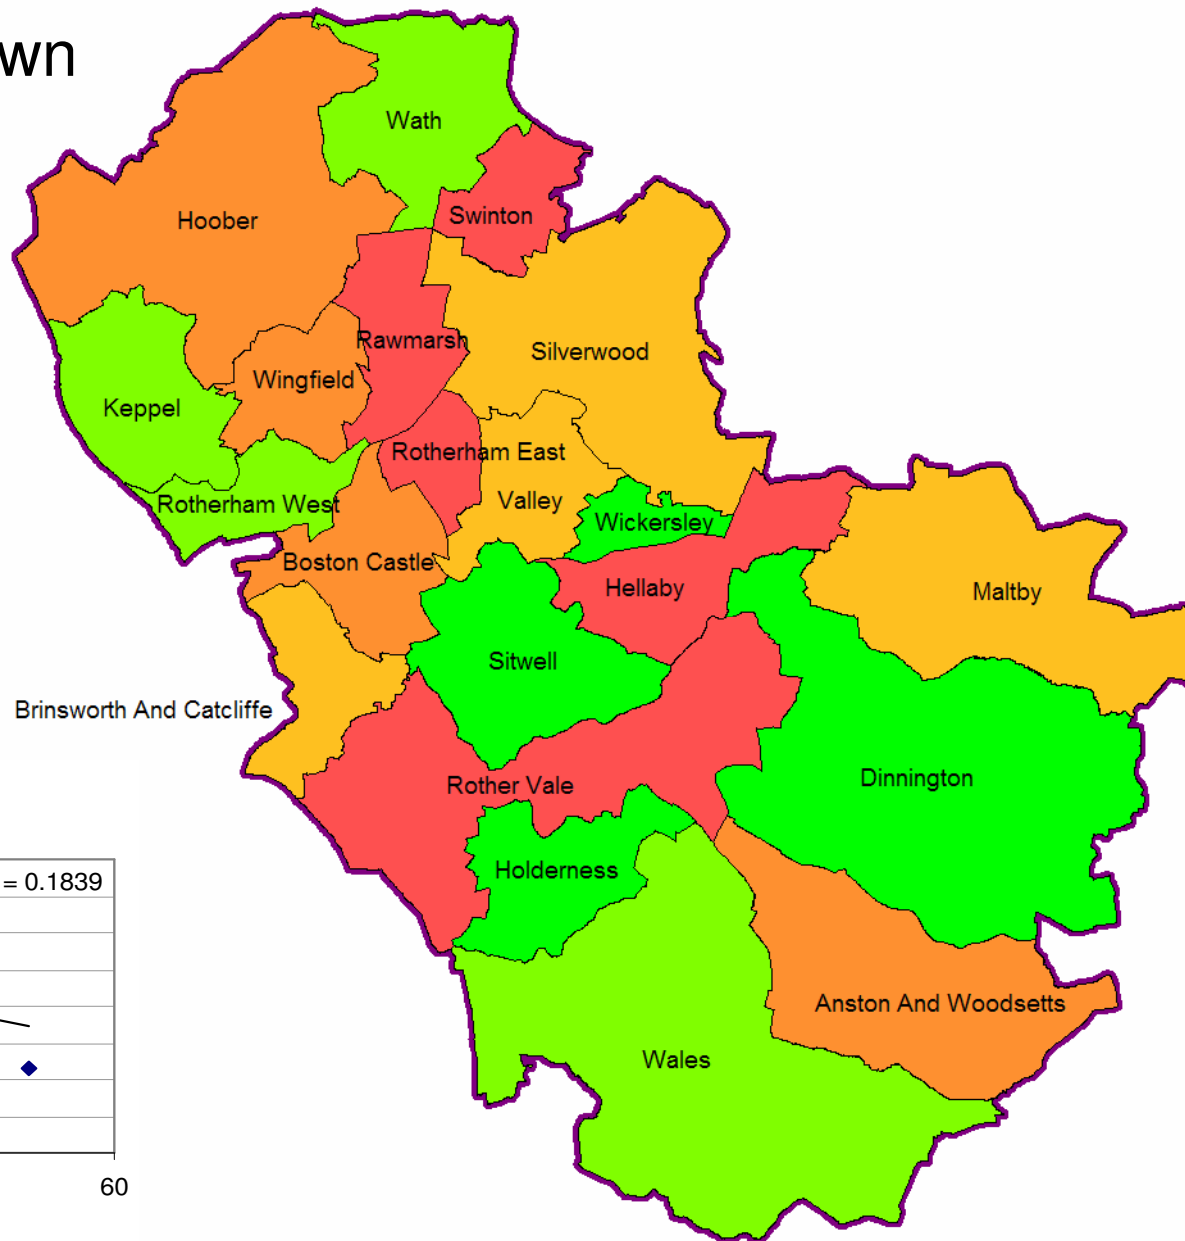 wn
Wath
Swinton
Hoober
Rawmarsh
Silverwood
Wingfield
Keppel
Rotherham East
Valley
Rotherham West
Wickersley
Boston Castle
Hellaby
Maltby
Sitwell
Brinsworth And Catcliffe
Dinnington
Rother Vale
Holderness
= 0.1839
Anston And Woodsetts
Wales
60